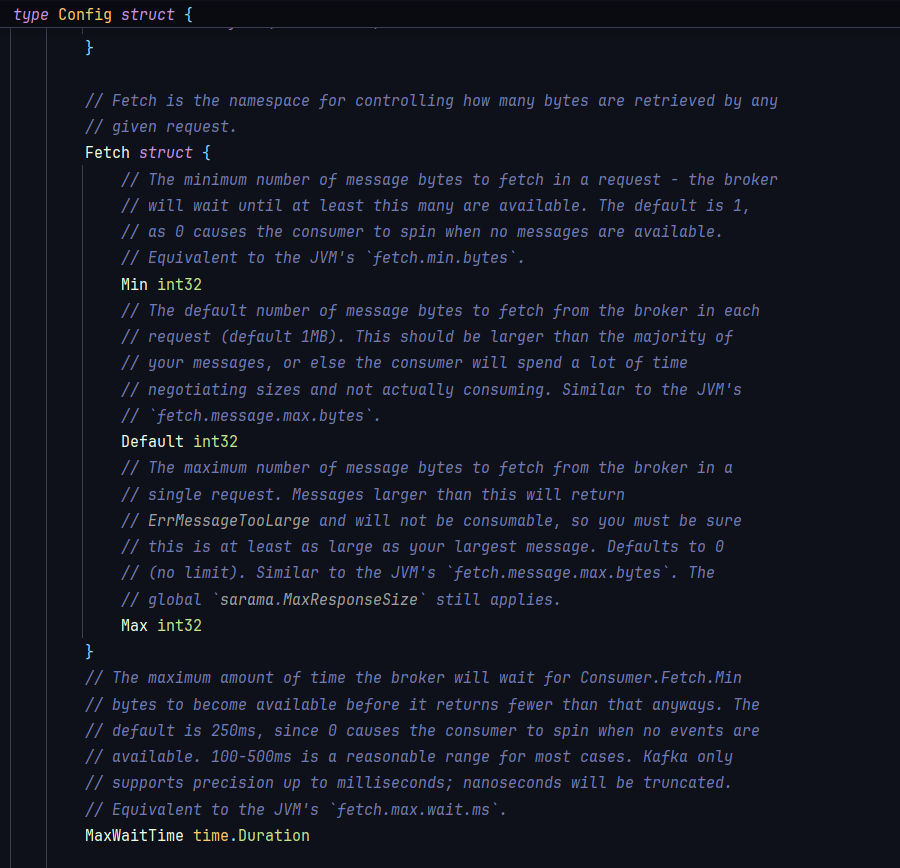 type Config struct {
}
// Fetch is the namespace for controlling how many bytes are retrieved by any
// given request.
Fetch struct {
// The minimum number of message bytes to fetch in a request - the broker
// will wait until at least this many are available. The default is 1,
// as 0 causes the consumer to spin when no messages are available.
// Equivalent to the JVM's `fetch.min.bytes`.
Min int32
// The default number of message bytes to fetch from the broker in each
// request (default 1MB). This should be larger than the majority of
// your messages, or else the consumer will spend a lot of time
// negotiating sizes and not actually consuming. Similar to the JVM's
// `fetch.message.max.bytes`.
Default int32
// The maximum number of message bytes to fetch from the broker in a
// single request. Messages larger than this will return
// ErrMessageTooLarge and will not be consumable, so you must be sure
// this is at least as large as your largest message. Defaults to 0
// (no limit). Similar to the JVM's `fetch.message.max.bytes`. The
// global `sarama.MaxResponseSize` still applies.
Max int32
}
// The maximum amount of time the broker will wait for Consumer.Fetch.Min
// bytes to become available before it returns fewer than that anyways. The
// default is 250ms, since 0 causes the consumer to spin when no events are
// available. 100-500ms is a reasonable range for most cases. Kafka only
// supports precision up to milliseconds; nanoseconds will be truncated.
// Equivalent to the JVM's `fetch.max.wait.ms`.
MaxWaitTime time.Duration